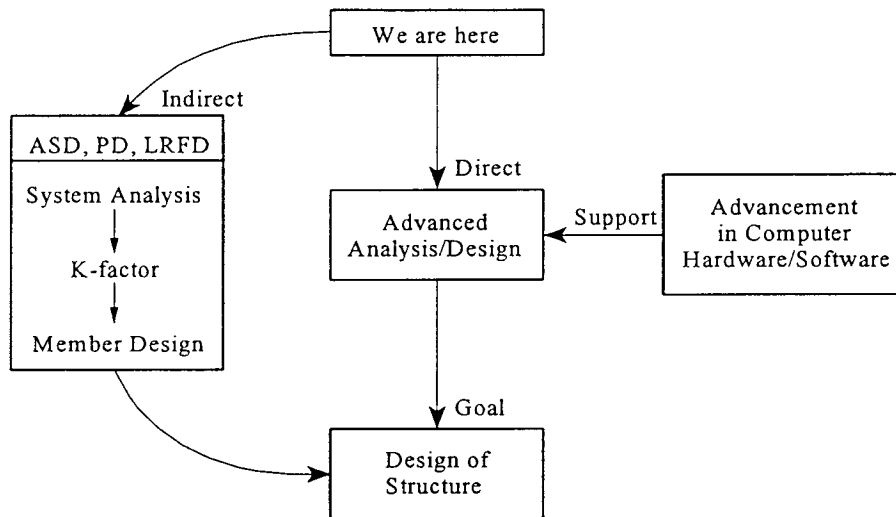 We are here
Indirect
ASD, PD, LRFD
System Analysis
K-factor
Member Design
Direct
Advanced
Analysis/Design
Support
Advancement
in Computer
Hardware/Software
Goal
Design of
Structure